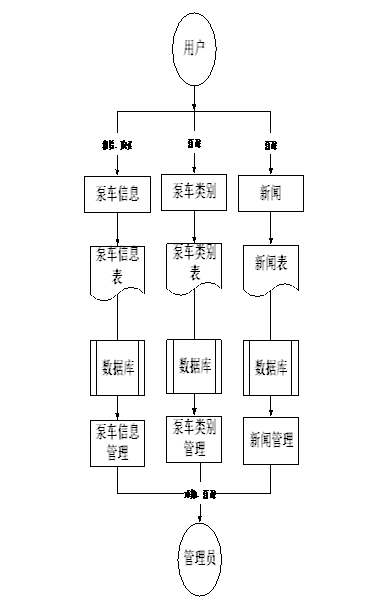 用户
泵车信息
泵车类别
新闻
泵车信息
表
泵车类别
表
新闻表
数据库
数据库
数据库
泵车信息
管理
泵车类别
管理
新闻管理
管理员